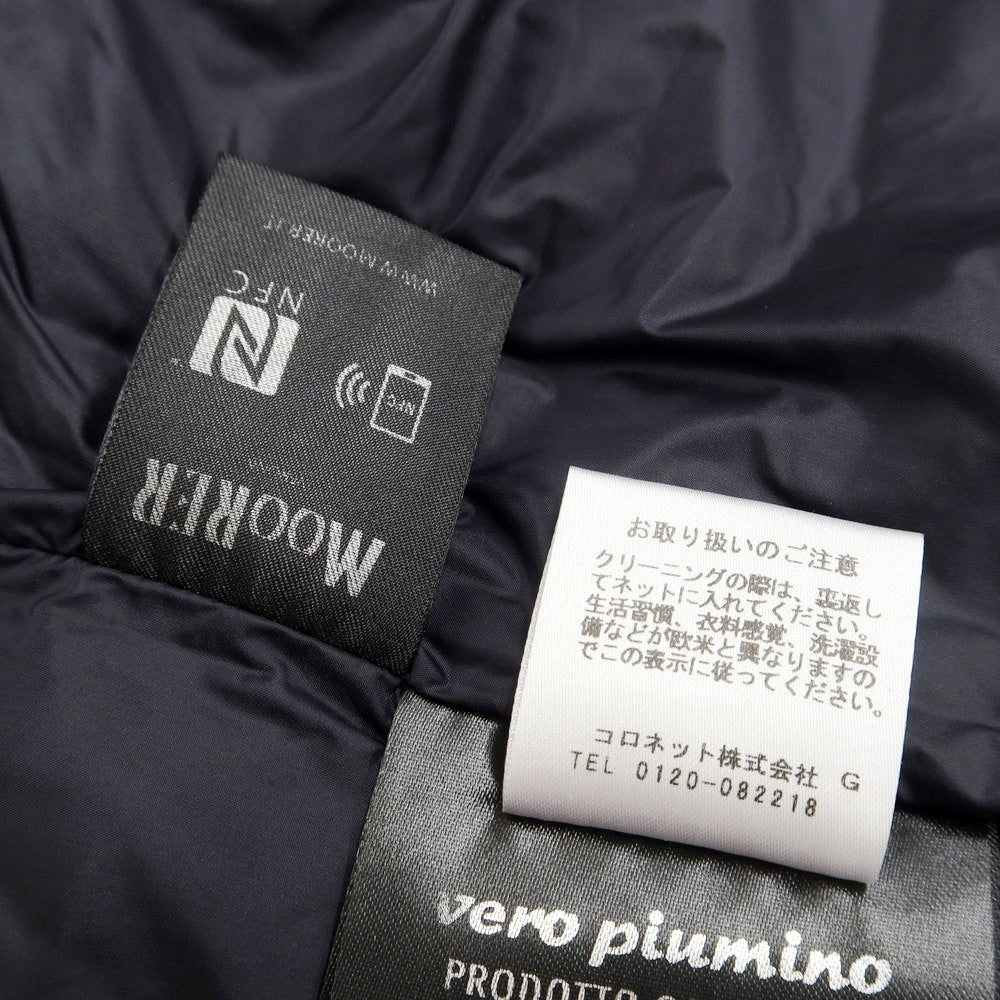 WWW.MOORER.IT
NFC
N
NFC
MOORER
お取り扱いのご注意
クリーニングの際は、裏返し
てネットに入れてください。
生活習慣、衣料感覚、洗濯設
備などが欧米と異なりますの
でこの表示に従ってください。
コロネット株式会社 G
TEL 0120-082218
vero piumino
PRODOTTO